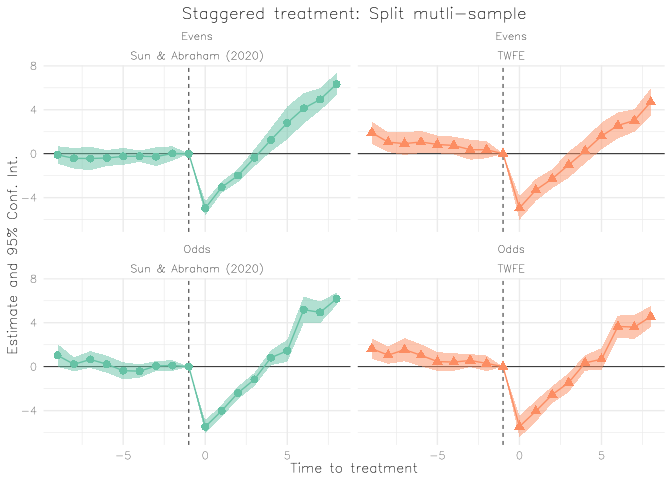 Staggered treatment: Split mutli-sample
Evens
Sun & Abraham (2020)
Evens
TWFE
8
4
0
-4
Odds
Sun & Abraham (2020)
Odds
TWFE
8
4
0
-4
-5
0
5
-5
0
5
Time to treatment
Estimate and 95% Conf. Int.